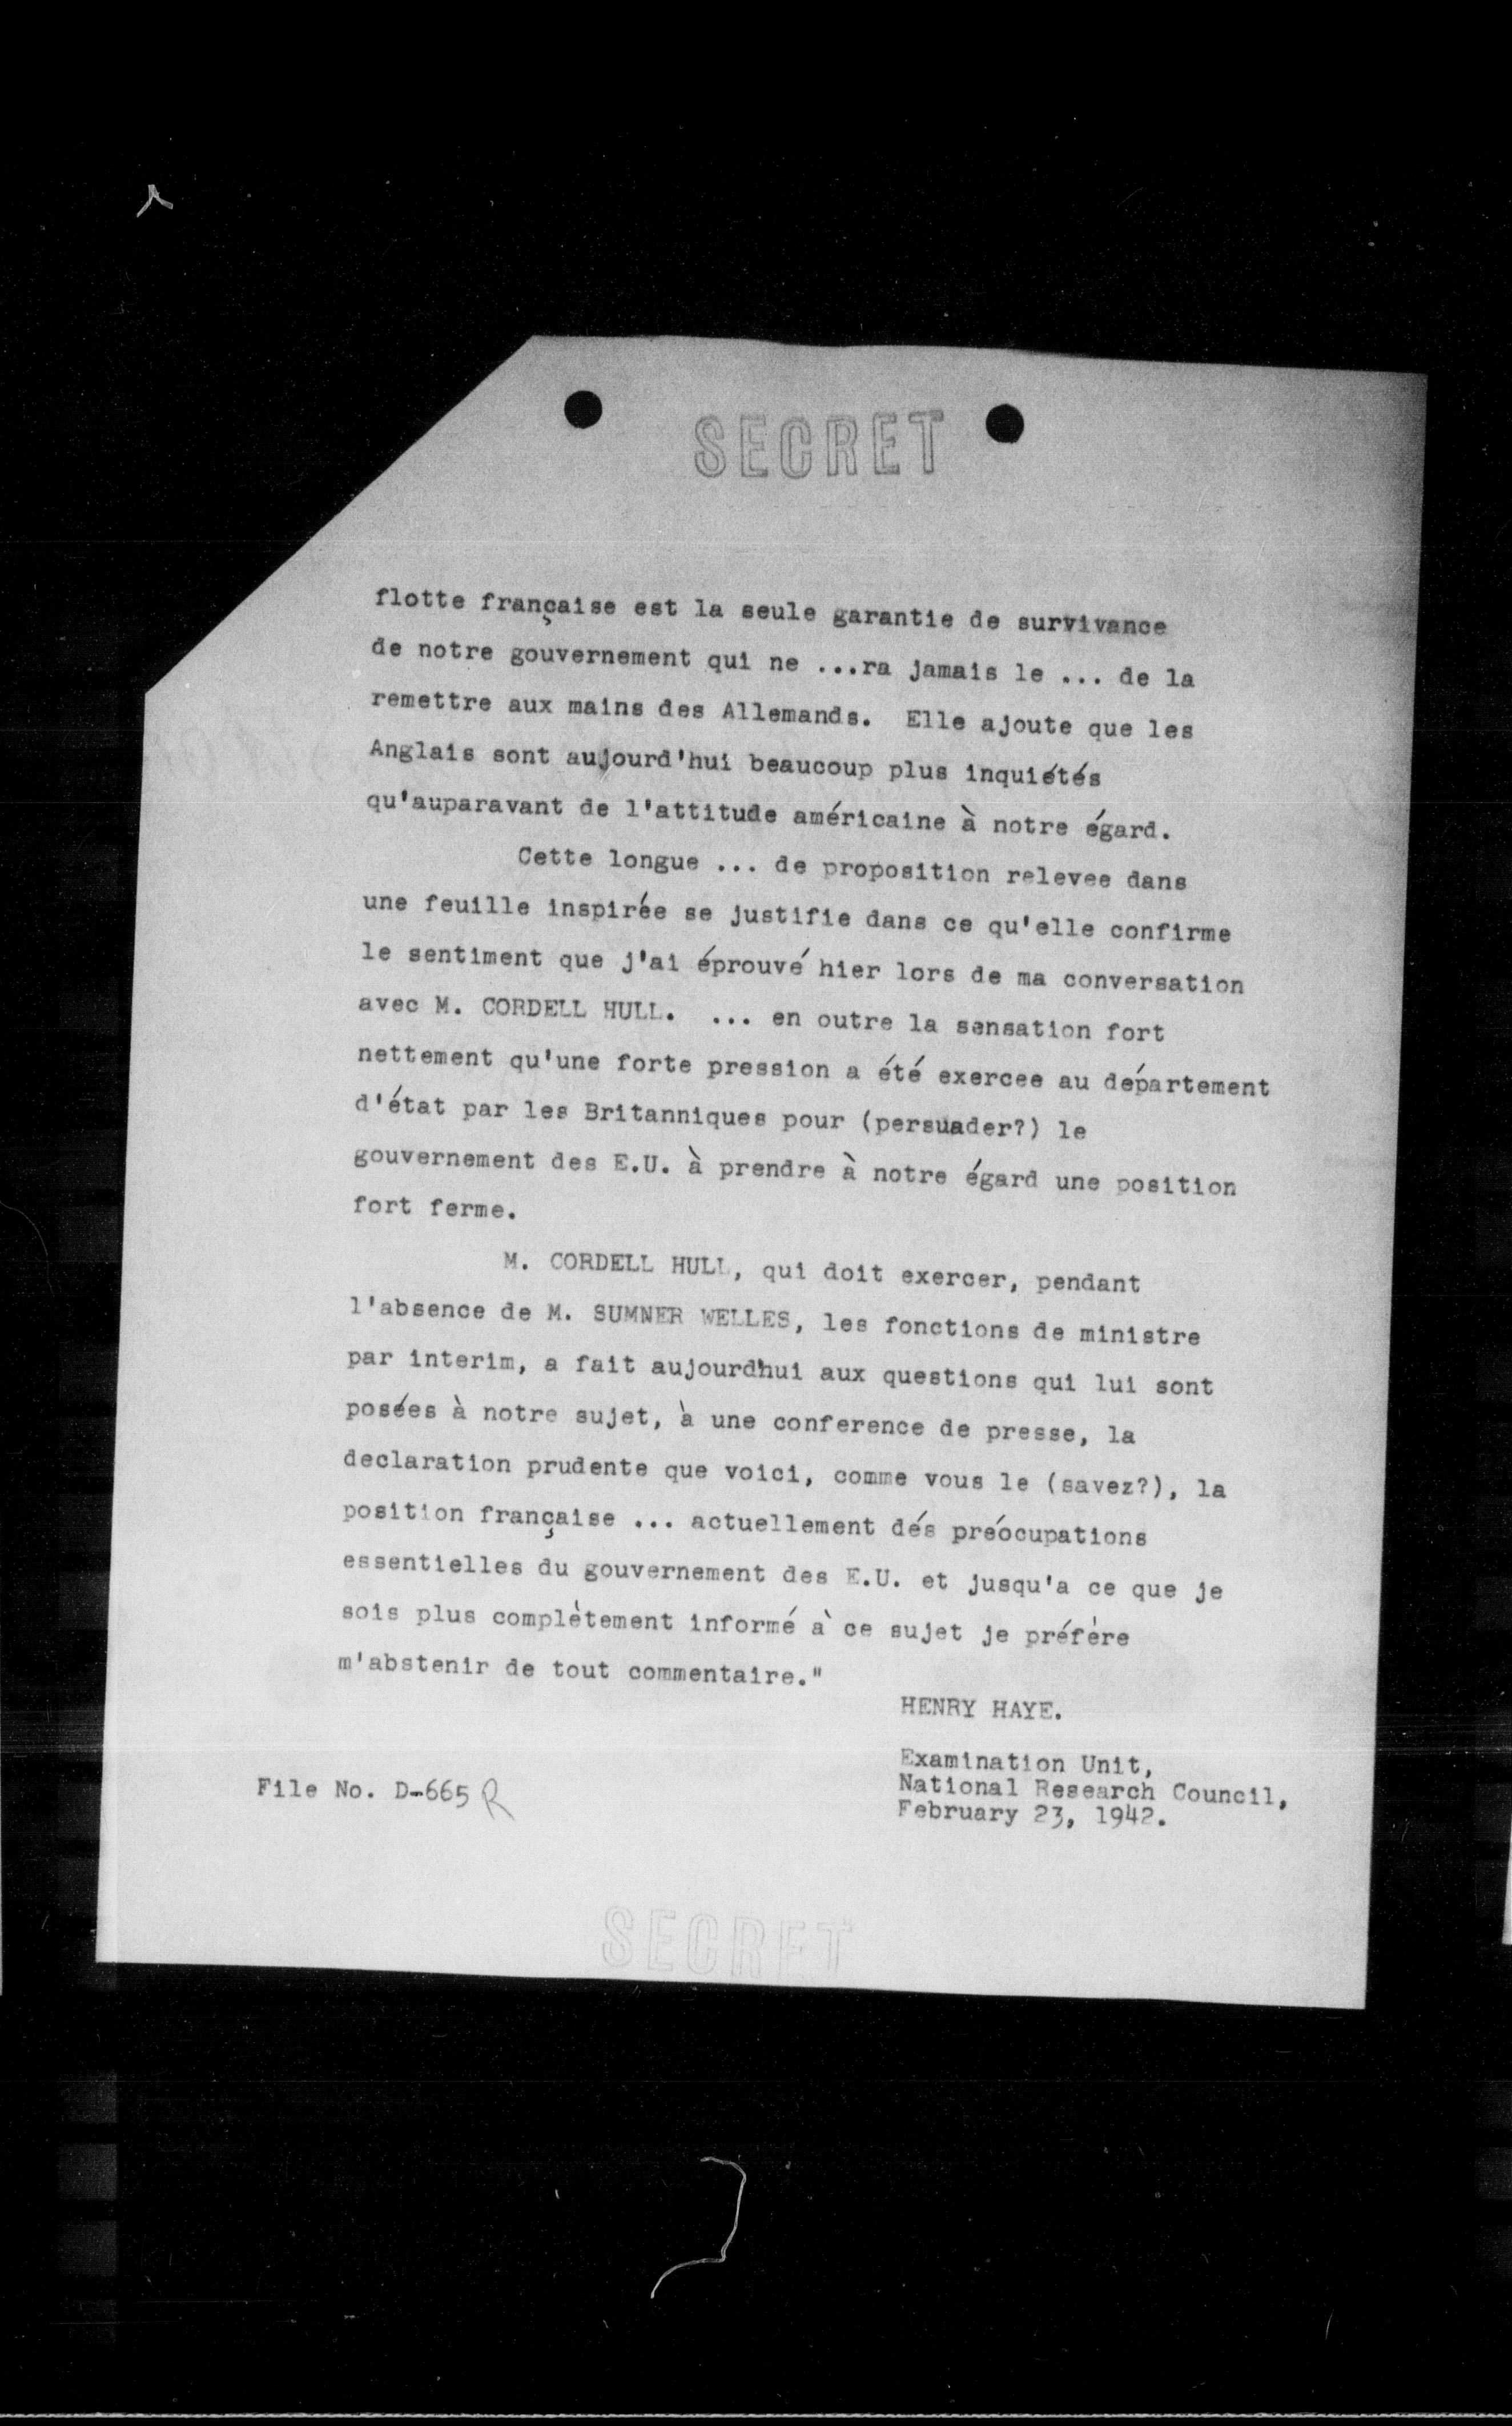 SECRET
flotte française est la seule garantie de survivance
de notre gouvernement qui ne ...ra jamais le ... de la
remettre aux mains des Allemands. Elle ajoute que les
Anglais sont aujourd'hui beaucoup plus inquiétés
qu'auparavant de l'attitude américaine à notre égard.
Cette longue ... de proposition relevee dans
une feuille inspirée se justifie dans ce qu'elle confirme
le sentiment que j'ai éprouvé hier lors de ma conversation
avec M. CORDELL HULL. ... en outre la sensation fort
nettement qu'une forte pression a été exercee au département
d'état par les Britanniques pour (persuader?) le
gouvernement des E.U. à prendre à notre égard une position
fort ferme.
M. CORDELL HULL, qui doit exercer, pendant
l'absence de M. SUMNER WELLES, les fonctions de ministre
par interim, a fait aujourd'hui aux questions qui lui sont
posées à notre sujet, à une conference de presse, la
declaration prudente que voici, comme vous le (savez?), la
position française ... actuellement dés préocupations
essentielles du gouvernement des E.U. et jusqu'a ce que je
sois plus complètement informé à ce sujet je préfère
m'abstenir de tout commentaire."
HENRY HAYE.
Examination Unit,
National Research Council,
February 23, 1942.
File No. D-665 R
SECRET